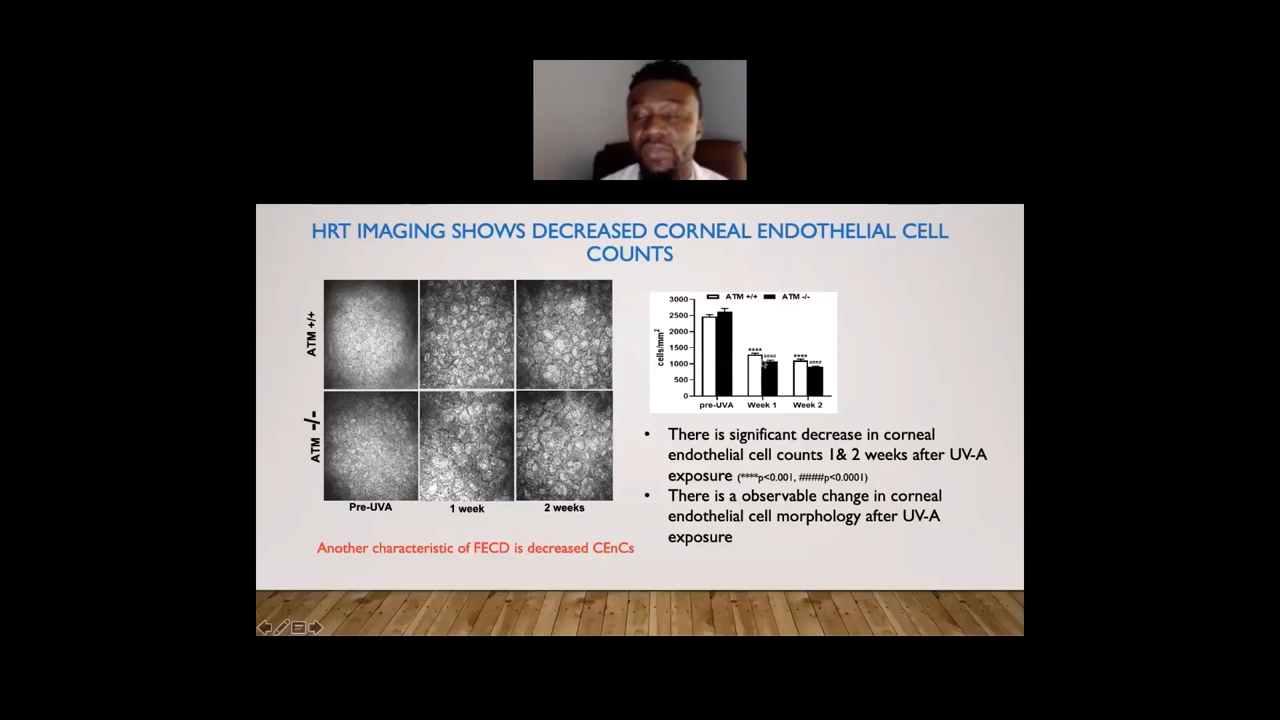 HRT IMAGING SHOWS DECREASED CORNEAL ENDOTHELIAL CELL
COUNTS
ATM +/+
ATM -/-
Pre-UVA
1 week
2 weeks
Another characteristic of FECD is decreased CEnCs
ATM +/+
ATM -/-
cells/mm²
3000
2500
2000
1500
1000
500
0
****
####
****
####
pre-UVA
Week 1
Week 2
• There is significant decrease in corneal
endothelial cell counts 1& 2 weeks after UV-A
exposure (****p<0.001, ####p<0.0001)
• There is a observable change in corneal
endothelial cell morphology after UV-A
exposure